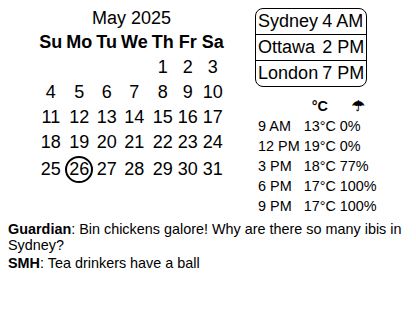 May 2025
Su Mo Tu We Th Fr Sa
1 2 3
4 5 6 7 8 9 10
11 12 13 14 15 16 17
18 19 20 21 22 23 24
25 26 27 28 29 30 31
Sydney 4 AM
Ottawa 2 PM
London 7 PM
°C ☂
9 AM 13°C 0%
12 PM 19°C 0%
3 PM 18°C 77%
6 PM 17°C 100%
9 PM 17°C 100%
Guardian: Bin chickens galore! Why are there so many ibis in
Sydney?
SMH: Tea drinkers have a ball